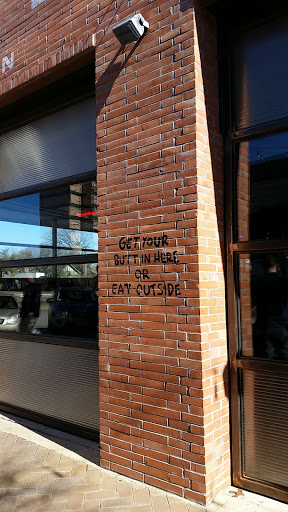 N
GET YOUR
BUTT IN HERE
OR
EAT OUTSIDE